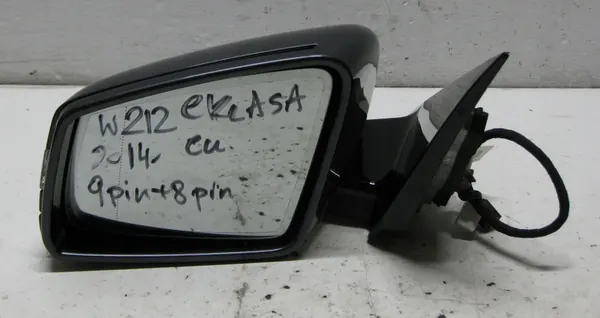 W212 eKLASA
2014. eu.
9pin+8pin